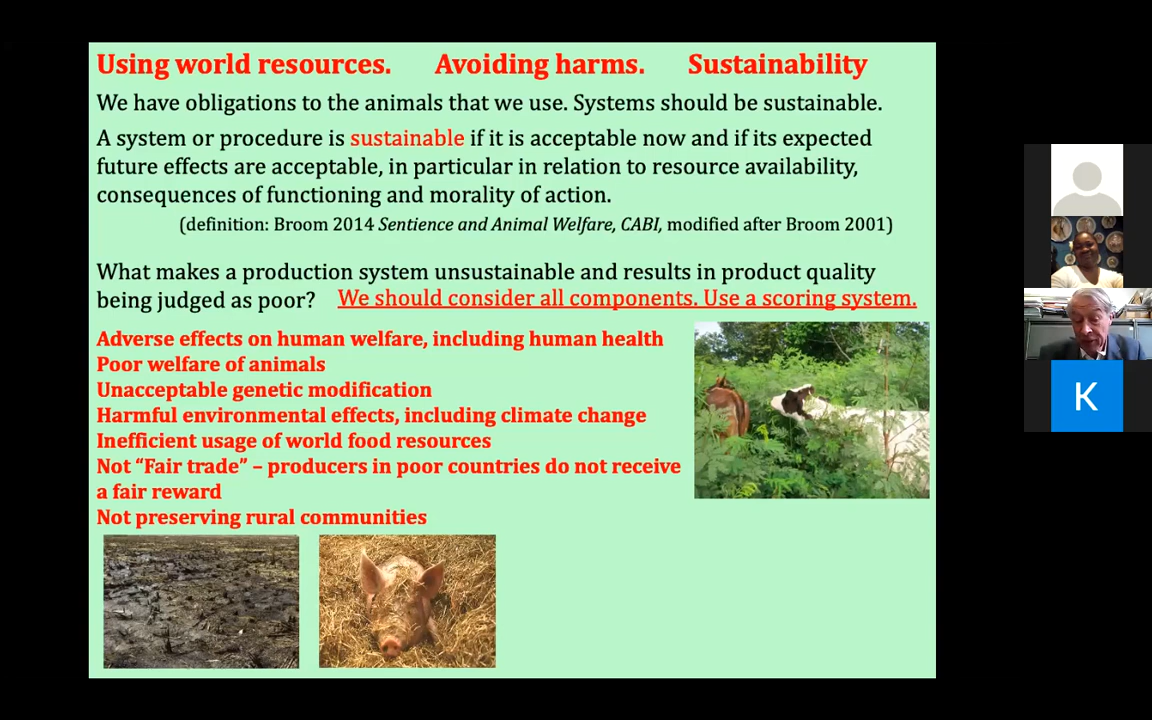 Using world resources. Avoiding harms. Sustainability
We have obligations to the animals that we use. Systems should be sustainable.
A system or procedure is sustainable if it is acceptable now and if its expected
future effects are acceptable, in particular in relation to resource availability,
consequences of functioning and morality of action.
(definition: Broom 2014 Sentience and Animal Welfare, CABI, modified after Broom 2001)
What makes a production system unsustainable and results in product quality
being judged as poor? We should consider all components. Use a scoring system.
Adverse effects on human welfare, including human health
Poor welfare of animals
Unacceptable genetic modification
Harmful environmental effects, including climate change
Inefficient usage of world food resources
Not “Fair trade” – producers in poor countries do not receive
a fair reward
Not preserving rural communities
K